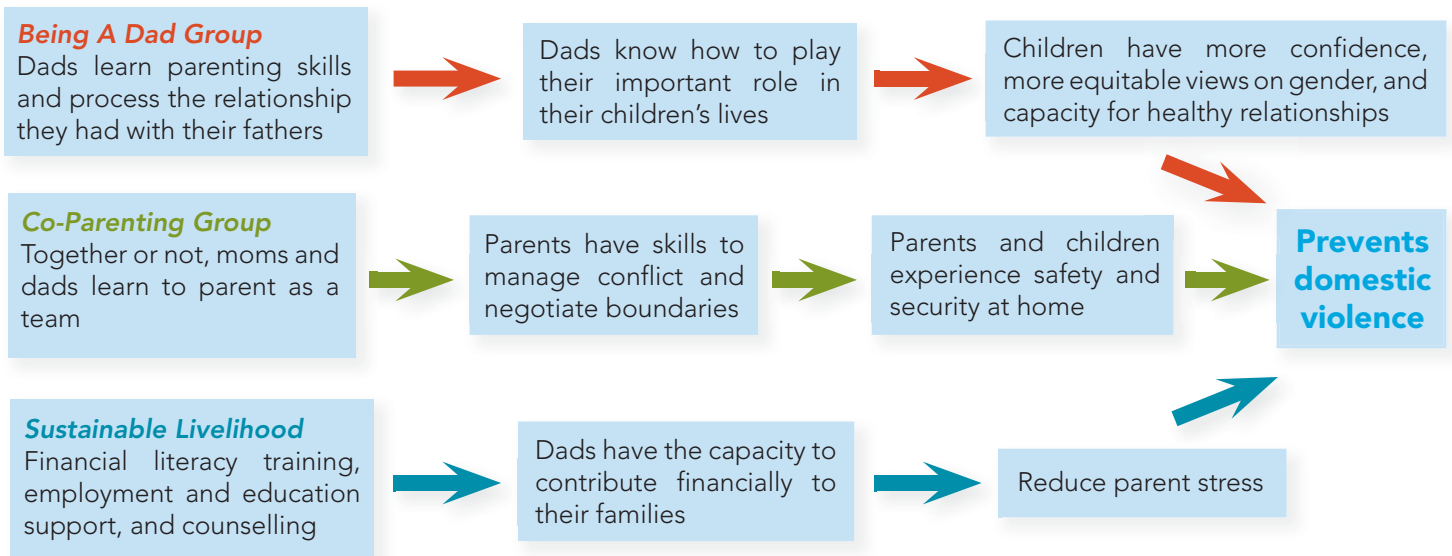 Being A Dad Group
Dads learn parenting skills
and process the relationship
they had with their fathers
Dads know how to play
their important role in
their children's lives
Children have more confidence,
more equitable views on gender, and
capacity for healthy relationships
Co-Parenting Group
Together or not, moms and
dads learn to parent as a
team
Parents have skills to
manage conflict and
negotiate boundaries
Parents and children
experience safety and
security at home
Prevents
domestic
violence
Sustainable Livelihood
Financial literacy training,
employment and education
support, and counselling
Dads have the capacity to
contribute financially to
their families
Reduce parent stress